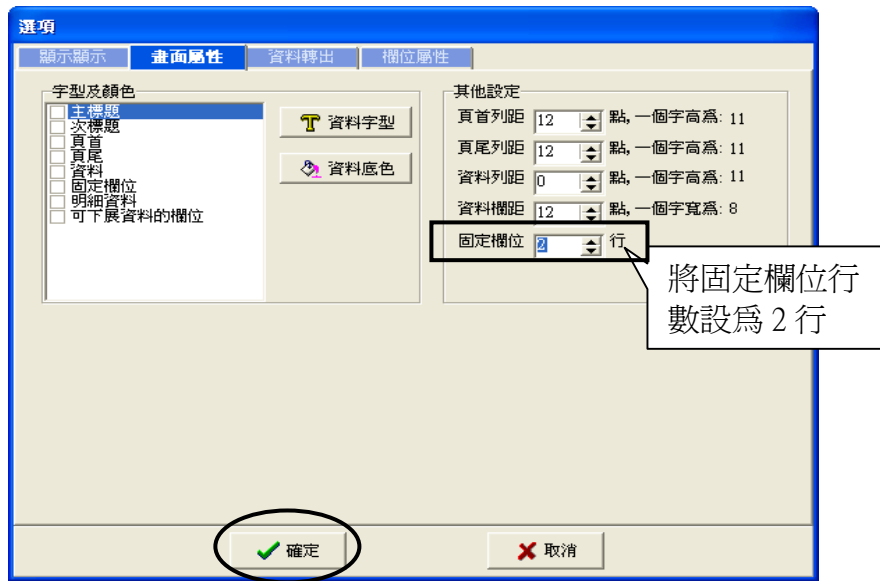 選項
顯示顯示 畫面屬性 資料轉出 欄位屬性
字型及顏色
主標題
次標題
頁首
頁尾
資料
固定欄位
明細資料
可下展資料的欄位
資料字型
資料底色
其他設定
頁首列距 12 點,一個字高為: 11
頁尾列距 12 點,一個字高為: 11
資料列距 0 點,一個字高為: 11
資料欄距 12 點,一個字寬為: 8
固定欄位 2 行
將固定欄位行
數設為 2 行
確定 取消